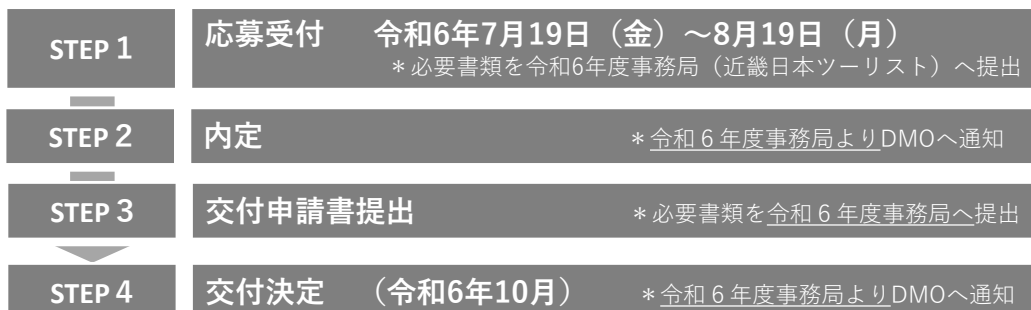 STEP 1
応募受付　令和6年7月19日（金）～8月19日（月）
＊必要書類を令和6年度事務局（近畿日本ツーリスト）へ提出
STEP 2
内定
＊令和６年度事務局よりDMOへ通知
STEP 3
交付申請書提出
＊必要書類を令和６年度事務局へ提出
STEP 4
交付決定　（令和6年10月）
＊令和６年度事務局よりDMOへ通知